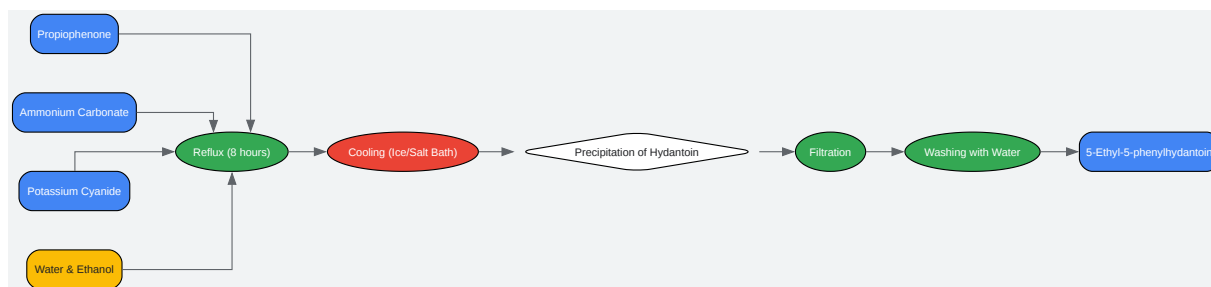 Propiophenone
Ammonium Carbonate
Reflux (8 hours)
Cooling (Ice/Salt Bath)
Precipitation of Hydantoin
Filtration
Washing with Water
5-Ethyl-5-phenylhydantoin
Potassium Cyanide
Water & Ethanol